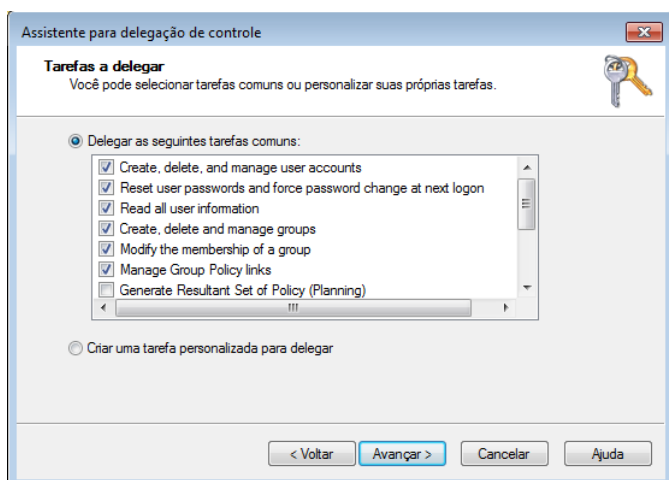 Assistente para delegação de controle
Tarefas a delegar
Você pode selecionar tarefas comuns ou personalizar suas próprias tarefas.
Delegar as seguintes tarefas comuns:
Create, delete, and manage user accounts
Reset user passwords and force password change at next logon
Read all user information
Create, delete and manage groups
Modify the membership of a group
Manage Group Policy links
Generate Resultant Set of Policy (Planning)
Criar uma tarefa personalizada para delegar
< Voltar Avançar > Cancelar Ajuda